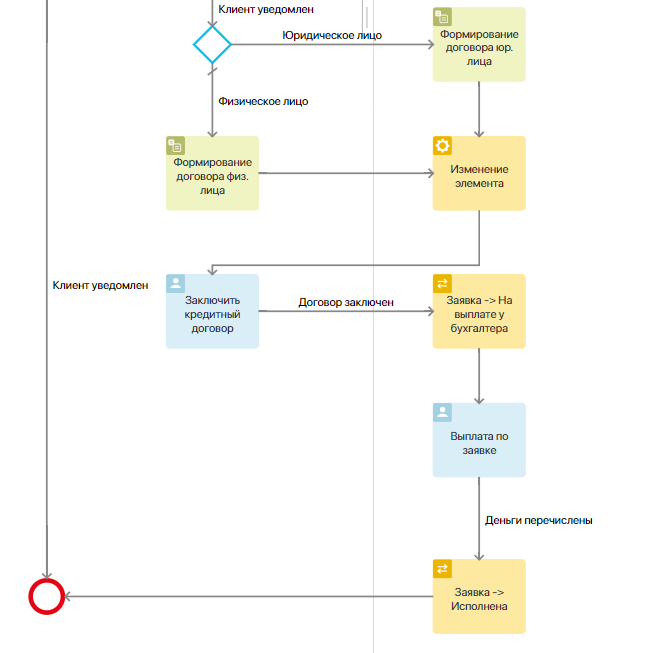 Клиент уведомлен
Юридическое лицо
Формирование
договора юр.
лица
Физическое лицо
Формирование
договора физ.
лица
Изменение
элемента
Клиент уведомлен
Заключить
кредитный
договор
Договор заключен
Заявка -> На
выплате у
бухгалтера
Выплата по
заявке
Деньги перечислены
Заявка ->
Исполнена